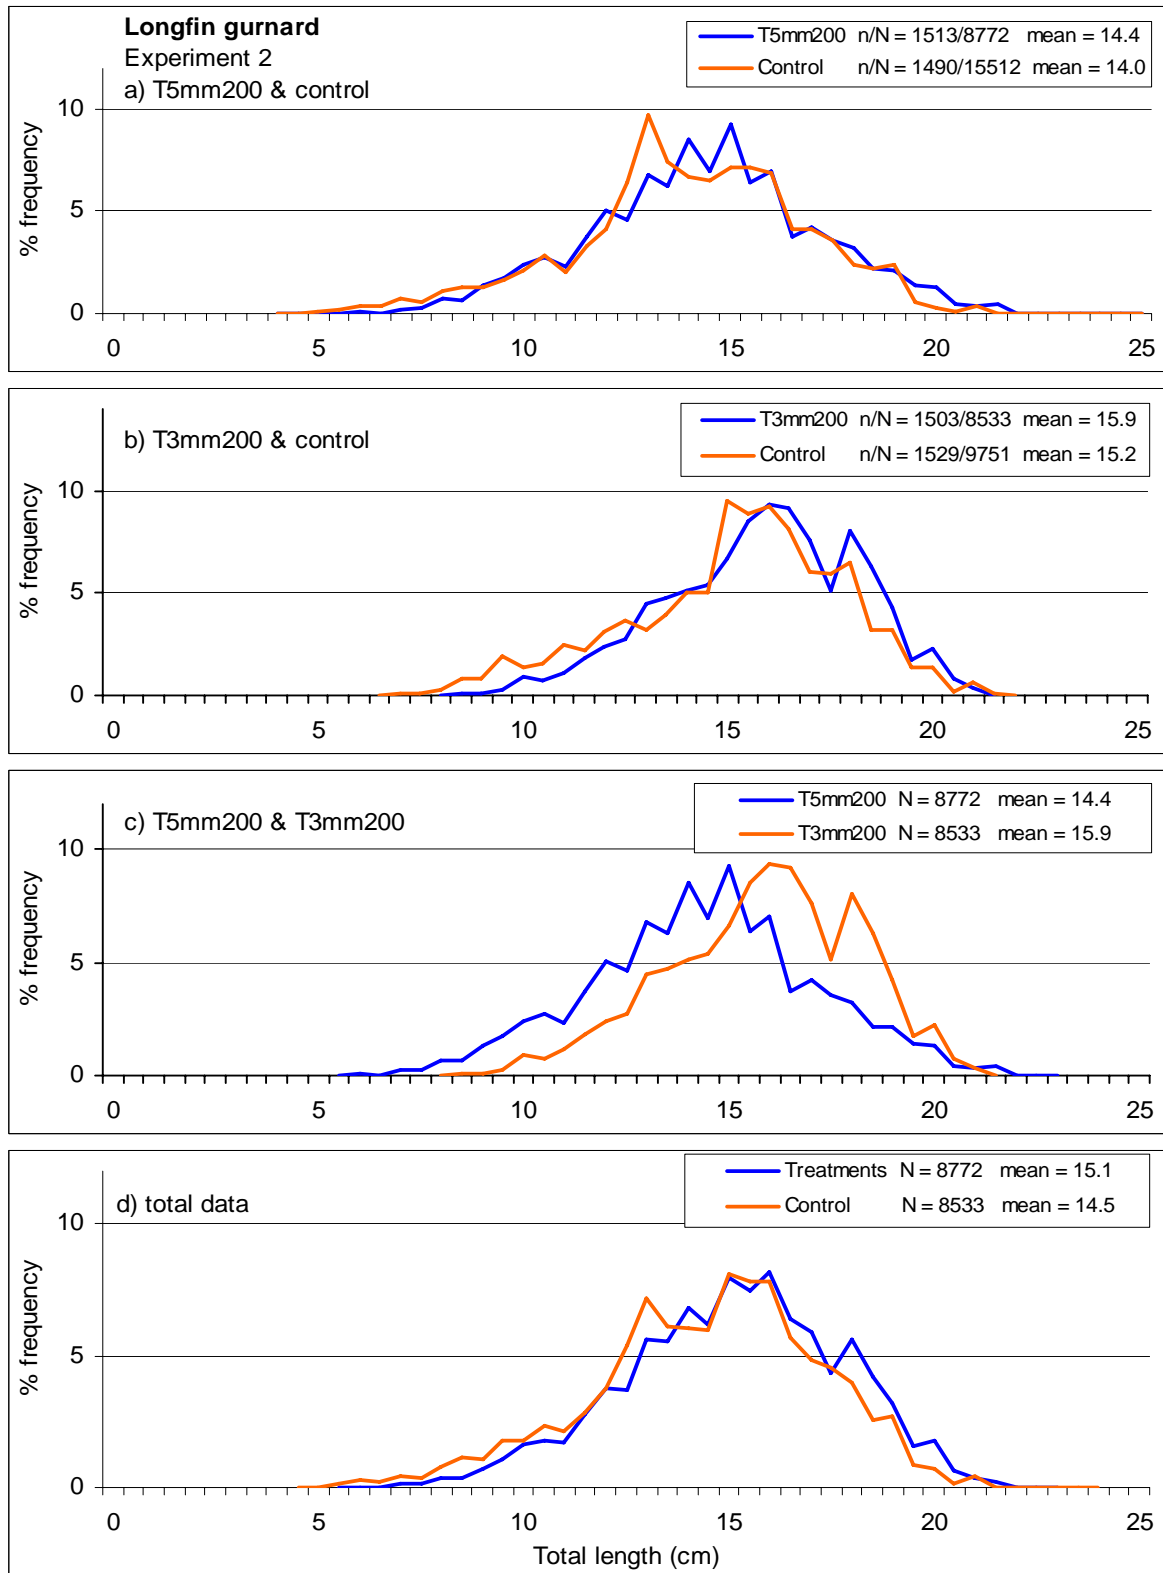 Longfin gurnard
Experiment 2
a) T5mm200 & control
T5mm200 n/N = 1513/8772 mean = 14.4
Control n/N = 1490/15512 mean = 14.0
% frequency
10
5
0
0 5 10 15 20 25
b) T3mm200 & control
T3mm200 n/N = 1503/8533 mean = 15.9
Control n/N = 1529/9751 mean = 15.2
% frequency
10
5
0
0 5 10 15 20 25
c) T5mm200 & T3mm200
T5mm200 N = 8772 mean = 14.4
T3mm200 N = 8533 mean = 15.9
% frequency
10
5
0
0 5 10 15 20 25
d) total data
Treatments N = 8772 mean = 15.1
Control N = 8533 mean = 14.5
% frequency
10
5
0
0 5 10 15 20 25
Total length (cm)